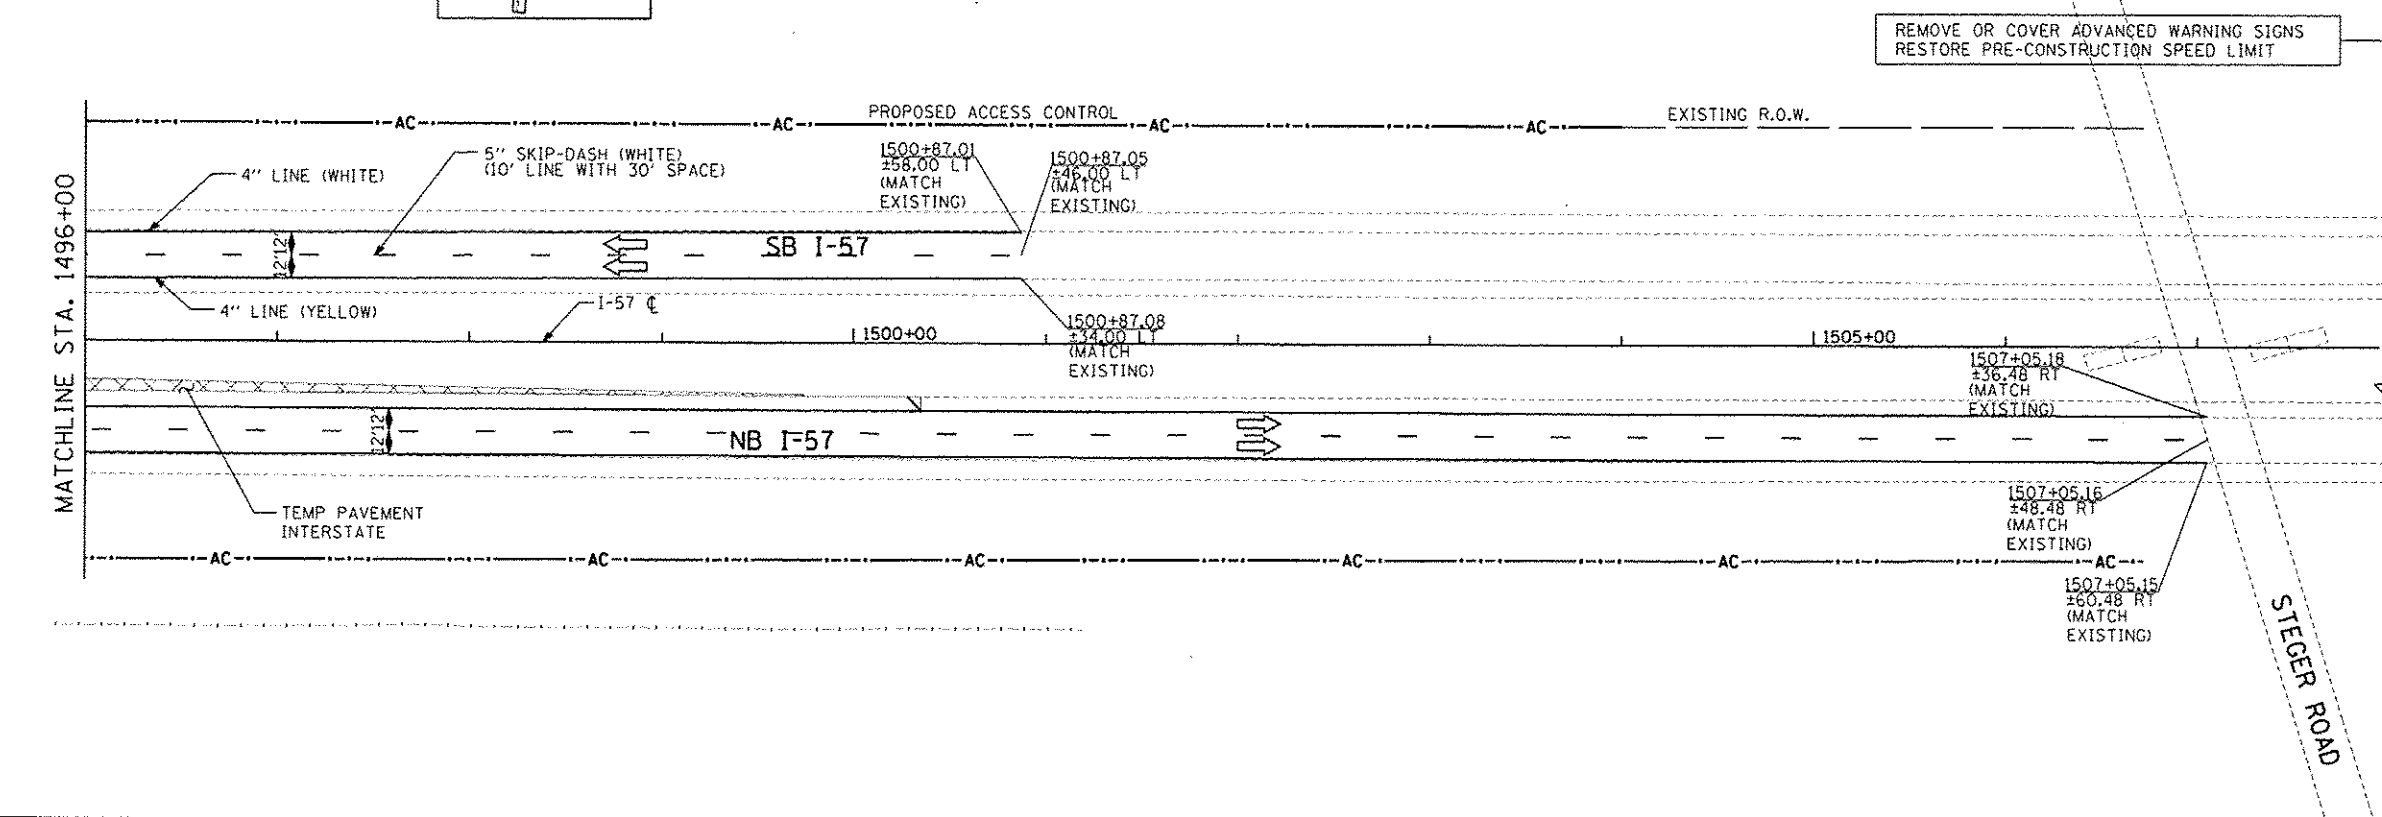 REMOVE OR COVER ADVANCED WARNING SIGNS
RESTORE PRE-CONSTRUCTION SPEED LIMIT
PROPOSED ACCESS CONTROL
EXISTING R.O.W.
AC AC AC AC
MATCHLINE STA. 1496+00
4" LINE (WHITE)
5" SKIP-DASH (WHITE)
(10' LINE WITH 30' SPACE)
1500+87.01
±58.00 LT
(MATCH
EXISTING)
1500+87.05
±46.00 LT
(MATCH
EXISTING)
12' 12'
SB I-57
4" LINE (YELLOW)
I-57 ℄
1500+00
1500+87.08
±34.00 LT
(MATCH
EXISTING)
1505+00
1507+05.18
±36.48 RT
(MATCH
EXISTING)
12' 12'
NB I-57
TEMP PAVEMENT
INTERSTATE
1507+05.16
±48.48 RT
(MATCH
EXISTING)
AC AC AC AC AC AC
1507+05.15
±60.48 RT
(MATCH
EXISTING)
STEGER ROAD